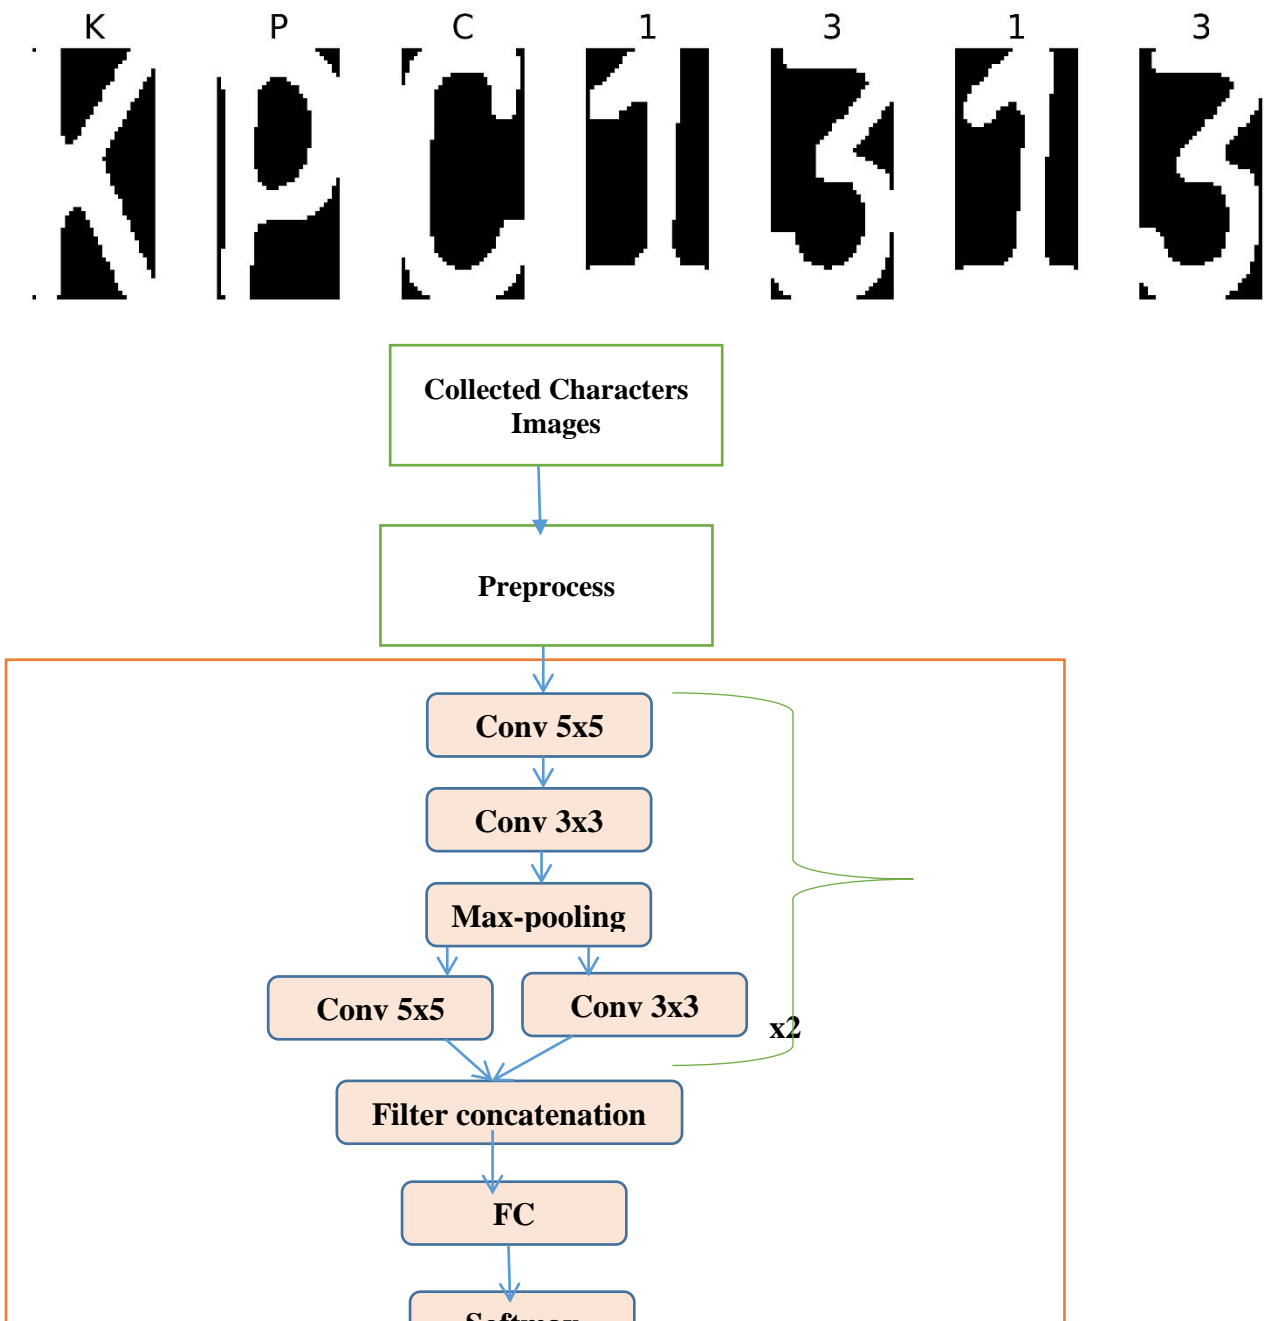 K P C 1 3 1 3
Collected Characters
Images
Preprocess
Conv 5x5
Conv 3x3
Max-pooling
Conv 5x5
Conv 3x3
x2
Filter concatenation
FC
Softmax